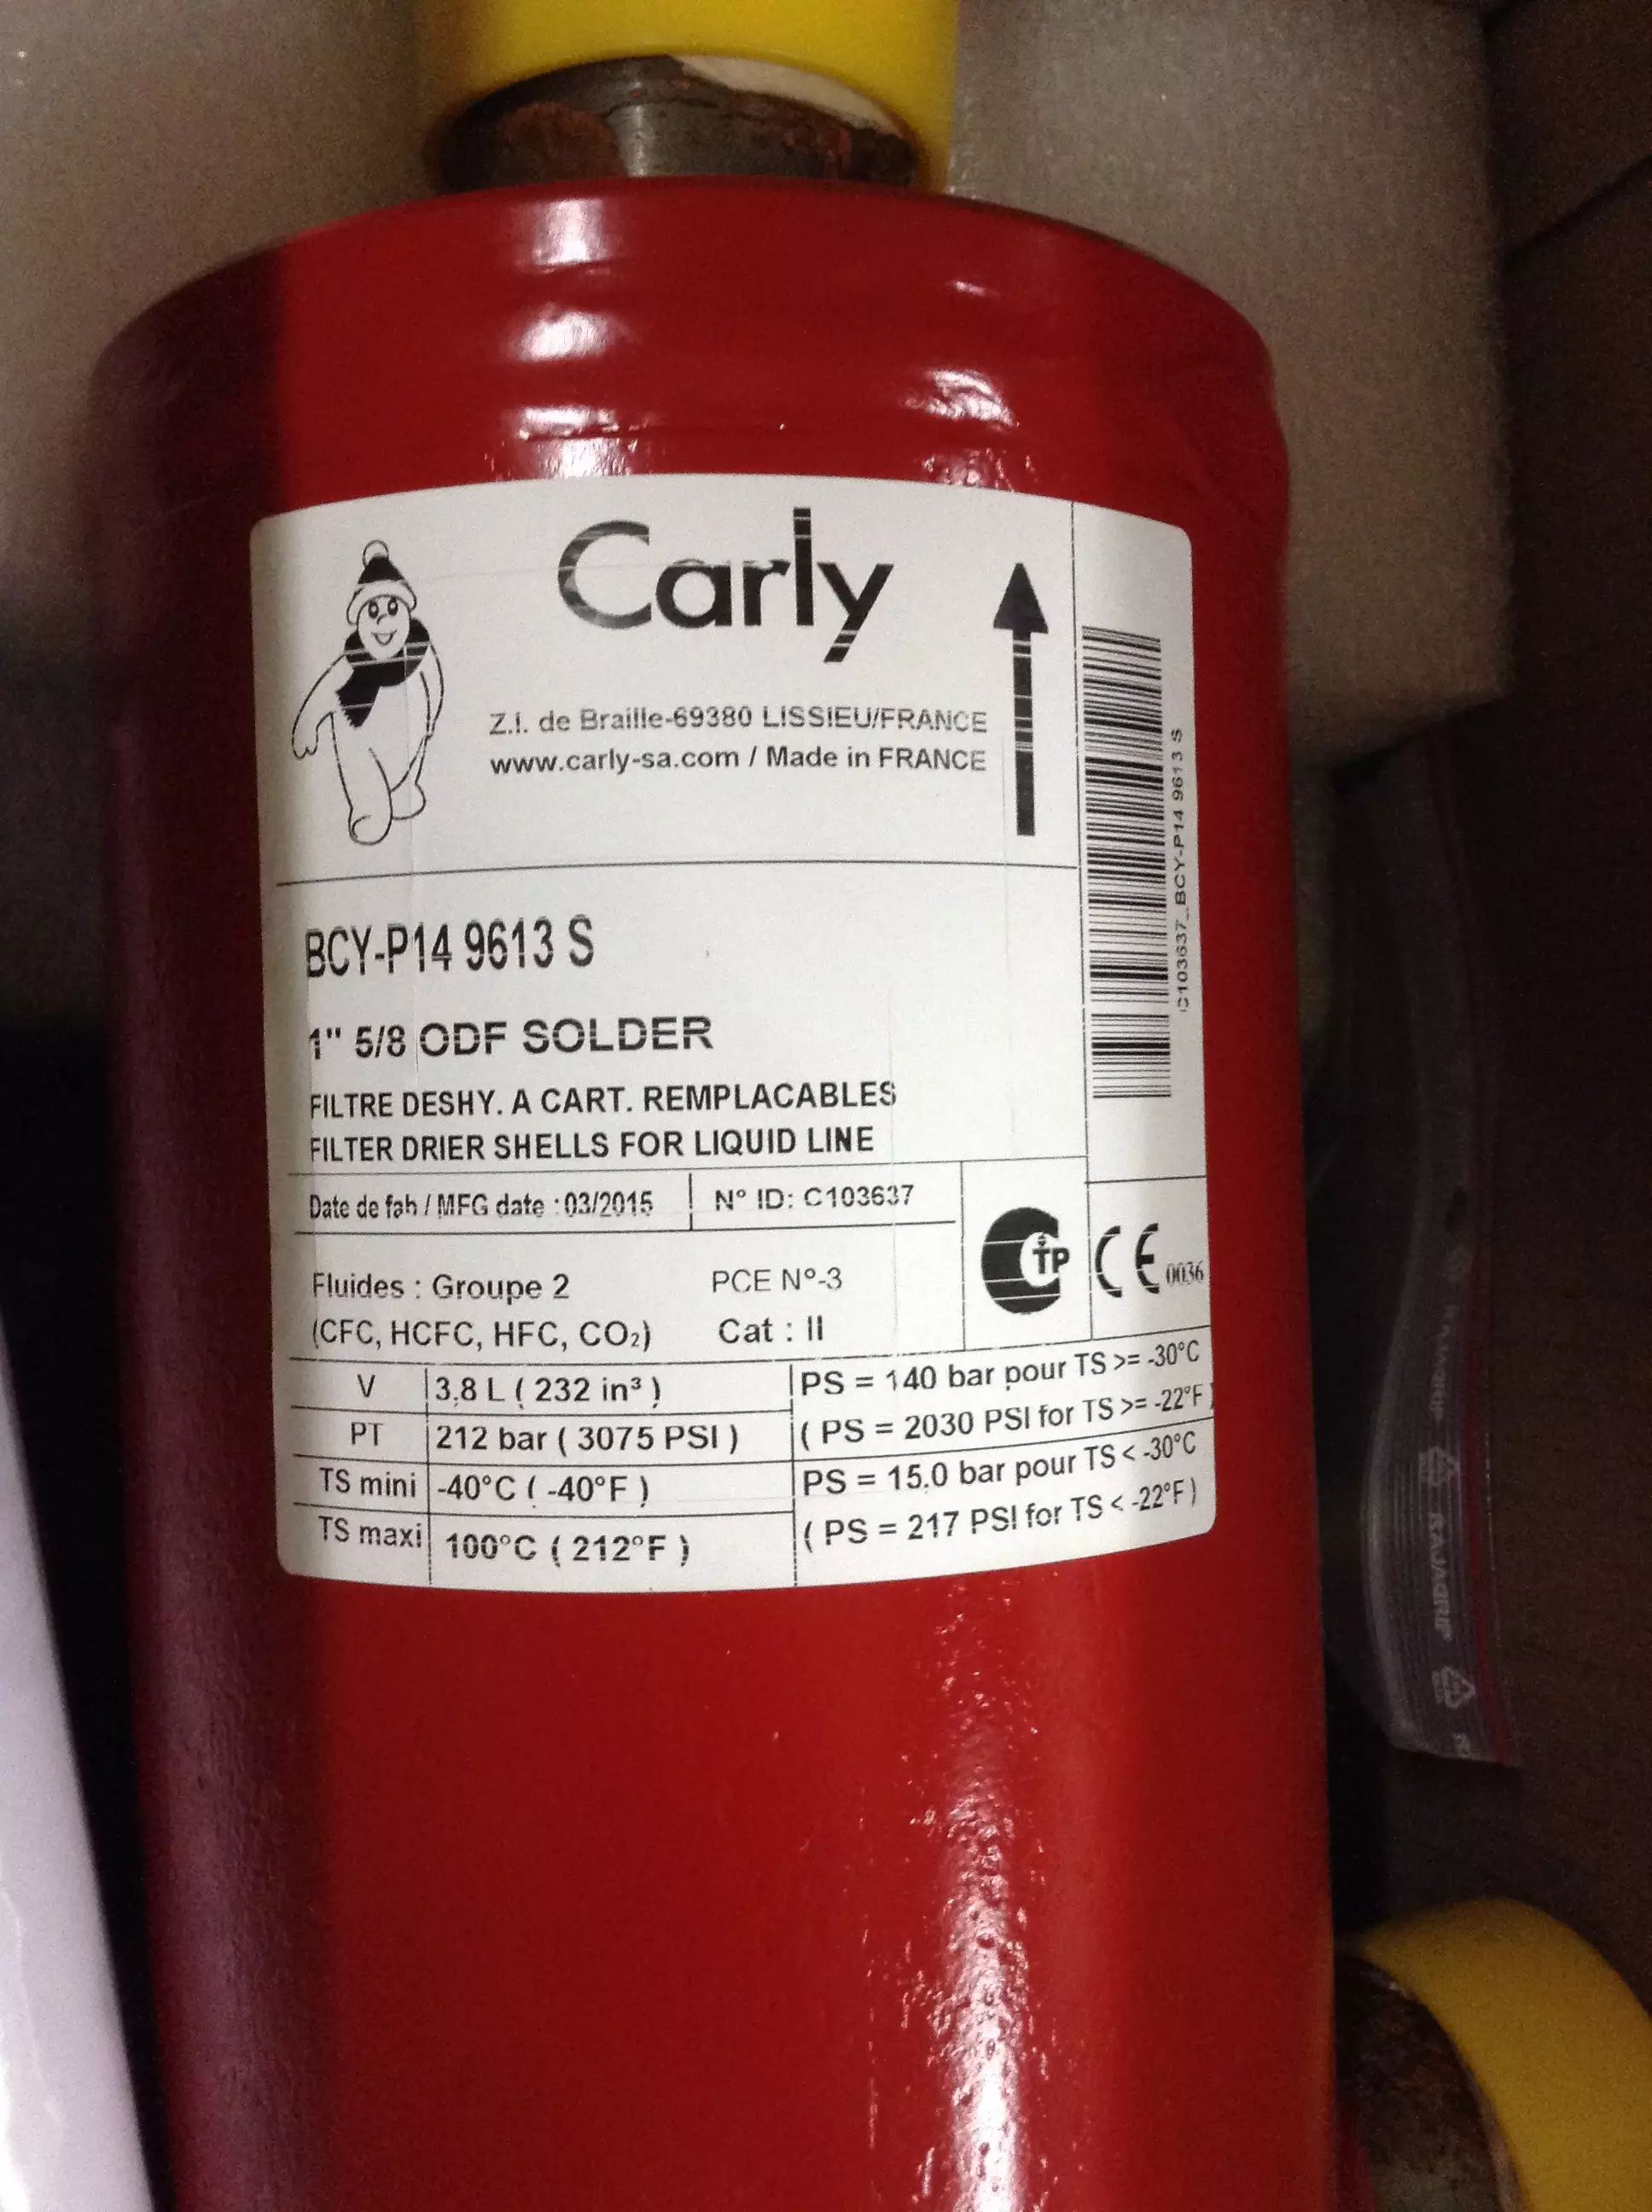 Carly
Z.I. de Braille-69380 LISSIEU/FRANCE
www.carly-sa.com / Made in FRANCE
C103637_BCY-P14 9613 S
BCY-P14 9613 S
1" 5/8 ODF SOLDER
FILTRE DESHY. A CART. REMPLACABLES
FILTER DRIER SHELLS FOR LIQUID LINE
Date de fab / MFG date : 03/2015 N° ID: C103637
Fluides : Groupe 2 PCE N°-3
(CFC, HCFC, HFC, CO₂) Cat : II
CTP CE 0036
V 3.8 L ( 232 in³ )
PT 212 bar ( 3075 PSI )
TS mini -40°C ( -40°F )
TS maxi 100°C ( 212°F )
PS = 140 bar pour TS >= -30°C
( PS = 2030 PSI for TS >= -22°F )
PS = 15.0 bar pour TS < -30°C
( PS = 217 PSI for TS < -22°F )